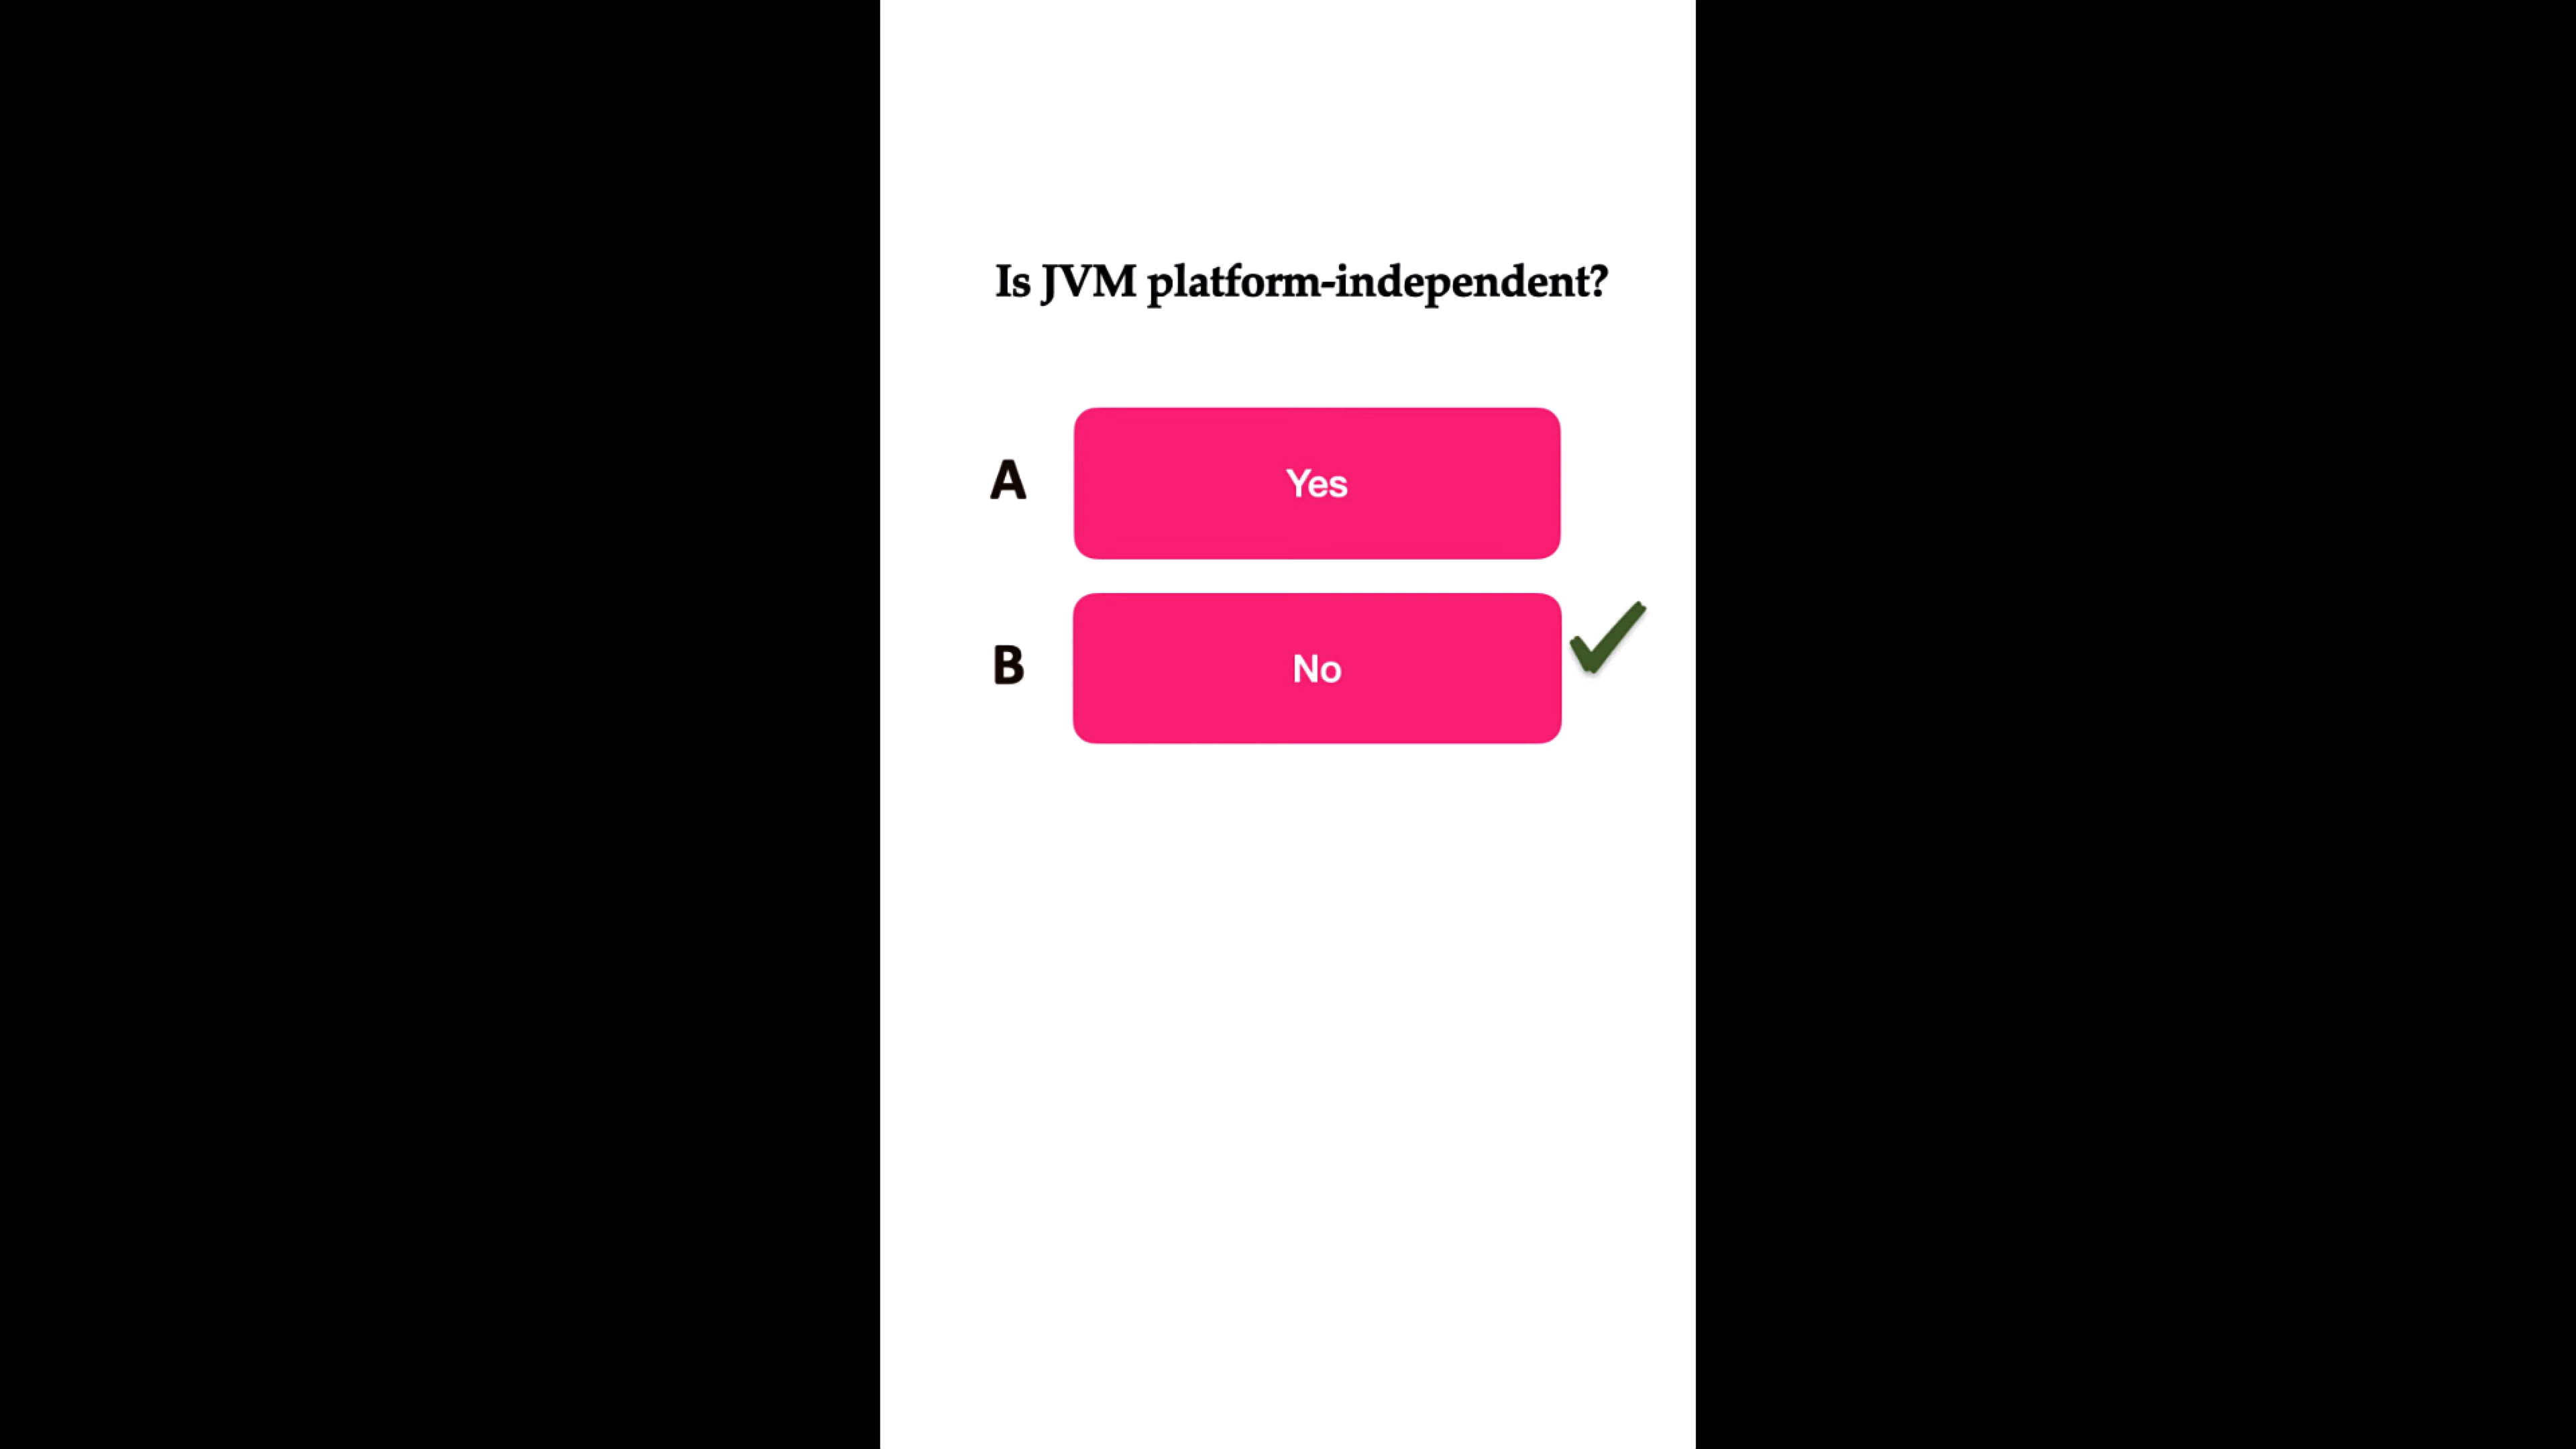 Is JVM platform-independent?
A Yes
B No